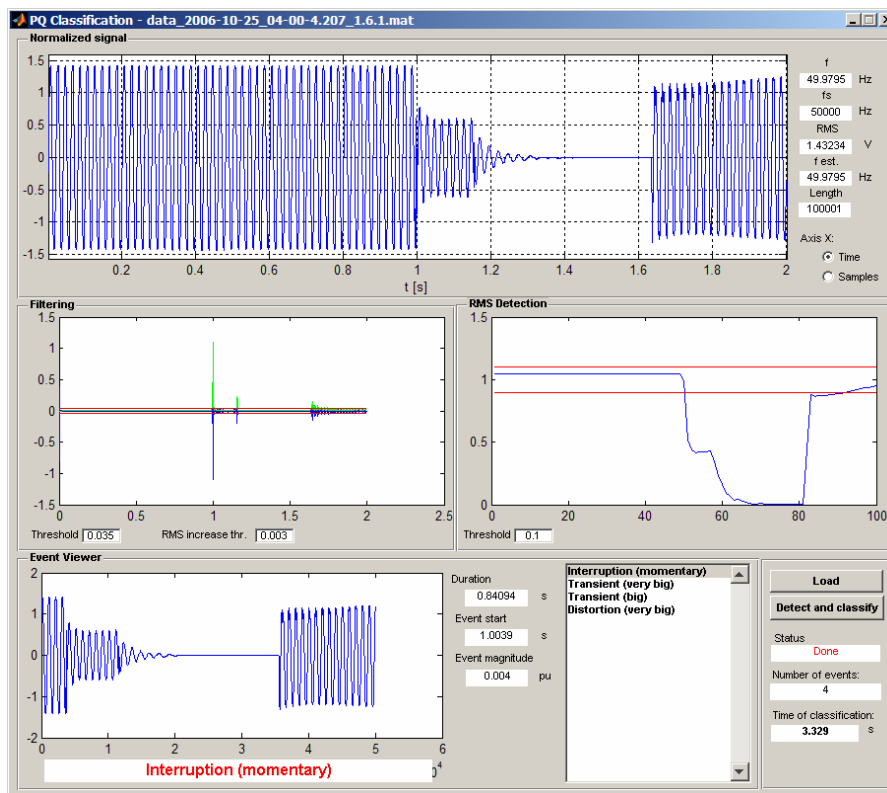 PQ Classification - data_2006-10-25_04-00-4.207_1.6.1.mat
Normalized signal
1.5
1
0.5
0
-0.5
-1
-1.5
0.2 0.4 0.6 0.8 1 1.2 1.4 1.6 1.8 2
t [s]
f
49.9795 Hz
fs
50000 Hz
RMS
1.43234 V
f est.
49.9795 Hz
Length
100001
Axis X:
Time
Samples
Filtering
1.5
1
0.5
0
-0.5
-1
-1.5
0 0.5 1 1.5 2 2.5
Threshold 0.035 RMS increase thr. 0.003
RMS Detection
1.5
1
0.5
0
0 20 40 60 80 100
Threshold 0.1
Event Viewer
2
1
0
-1
-2
0 1 2 3 4 5 6
Interruption (momentary)
Duration
0.84094 s
Event start
1.0039 s
Event magnitude
0.004 pu
Interruption (momentary)
Transient (very big)
Transient (big)
Distortion (very big)
Load
Detect and classify
Status
Done
Number of events:
4
Time of classification:
3.329 s